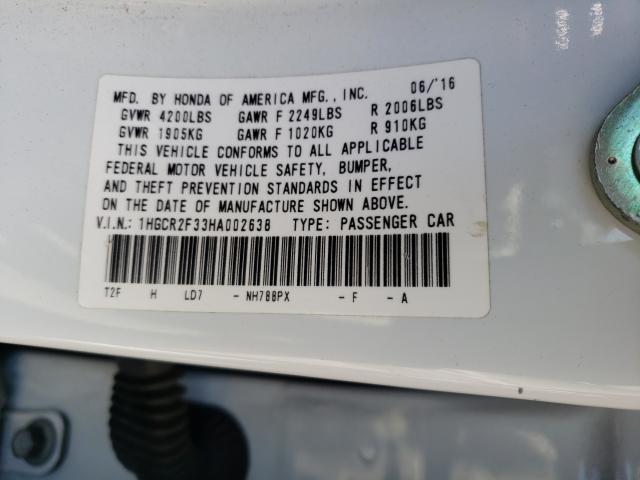 MFD. BY HONDA OF AMERICA MFG., INC. 06/'16
GVWR 4200LBS GAWR F 2249LBS R 2006LBS
GVWR 1905KG GAWR F 1020KG R 910KG
THIS VEHICLE CONFORMS TO ALL APPLICABLE
FEDERAL MOTOR VEHICLE SAFETY, BUMPER,
AND THEFT PREVENTION STANDARDS IN EFFECT
ON THE DATE OF MANUFACTURE SHOWN ABOVE.
V.I.N.: 1HGCR2F33HA002638 TYPE: PASSENGER CAR
T2F H LD7 - NH788PX - F - A